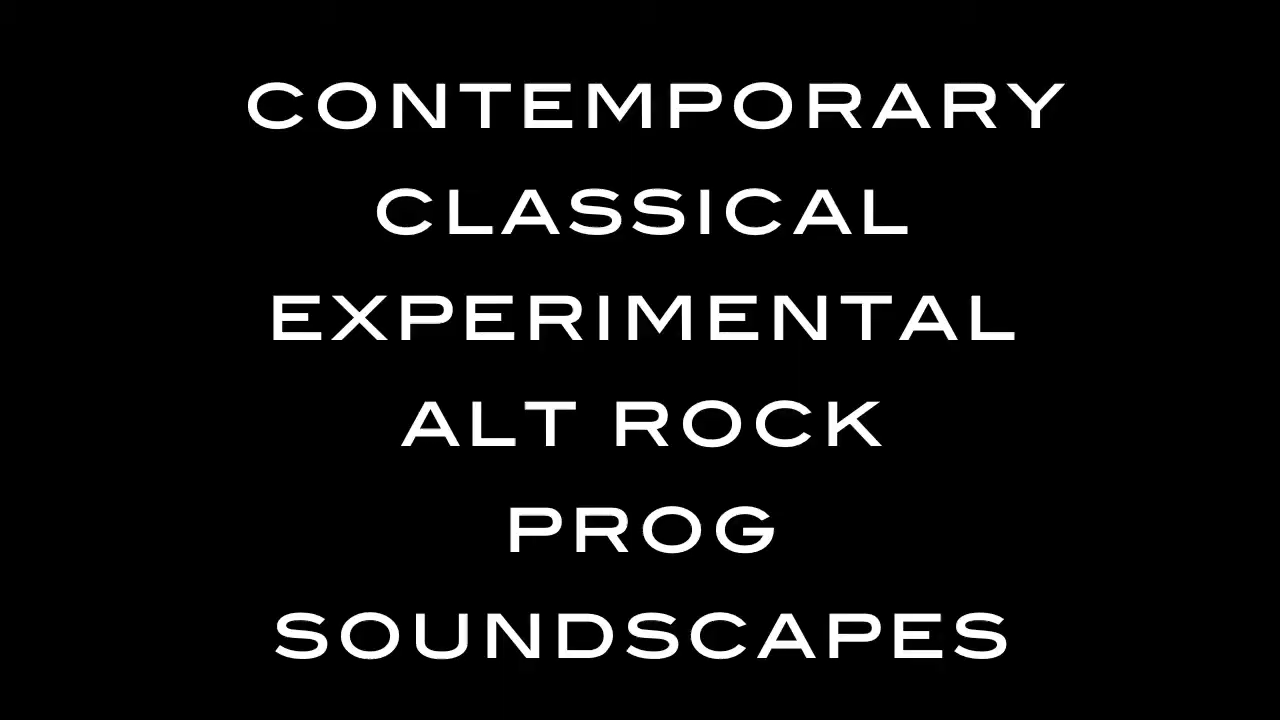 CONTEMPORARY
CLASSICAL
EXPERIMENTAL
ALT ROCK
PROG
SOUNDSCAPES